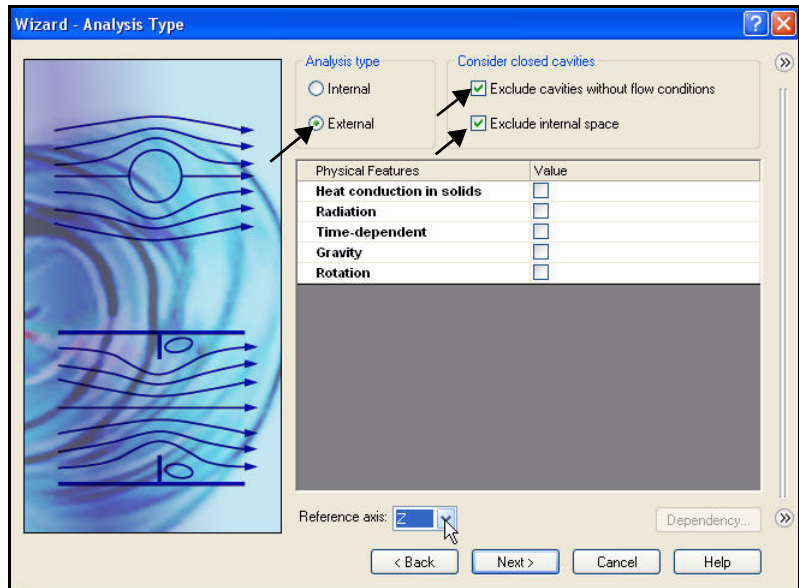 Wizard - Analysis Type
Analysis type
Internal
External
Consider closed cavities
Exclude cavities without flow conditions
Exclude internal space
Physical Features Value
Heat conduction in solids
Radiation
Time-dependent
Gravity
Rotation
Reference axis: Z
Dependency...
< Back Next > Cancel Help